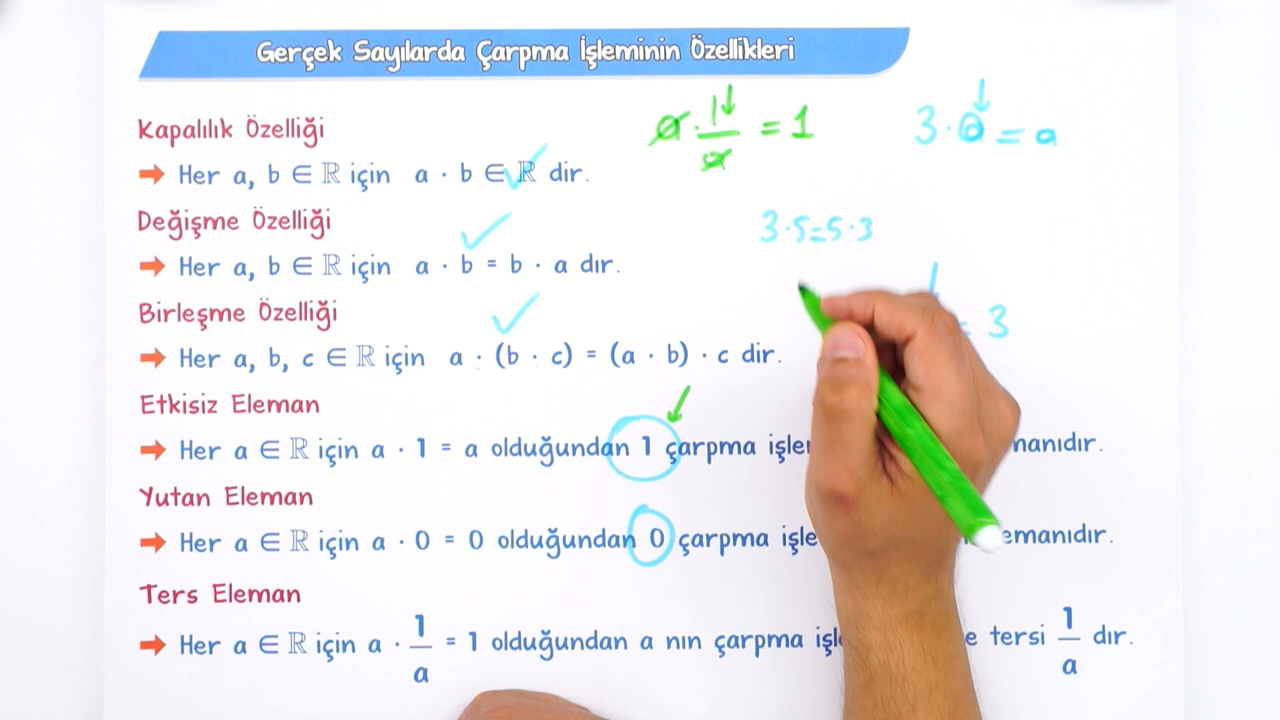 Gerçek Sayılarda Çarpma İşleminin Özellikleri
Kapalılık Özelliği
a · 1/a = 1
3 · a = a
Her a, b ∈ ℝ için a · b ∈ ℝ dir.
Değişme Özelliği
3·5=5·3
Her a, b ∈ ℝ için a · b = b · a dır.
Birleşme Özelliği
= 3
Her a, b, c ∈ ℝ için a · (b · c) = (a · b) · c dir.
Etkisiz Eleman
Her a ∈ ℝ için a · 1 = a olduğundan 1 çarpma
Yutan Eleman
Her a ∈ ℝ için a · 0 = 0 olduğundan 0 çarpma
Ters Eleman
Her a ∈ ℝ için a · 1/a = 1 olduğundan a nın çarpma tersi 1/a dır.